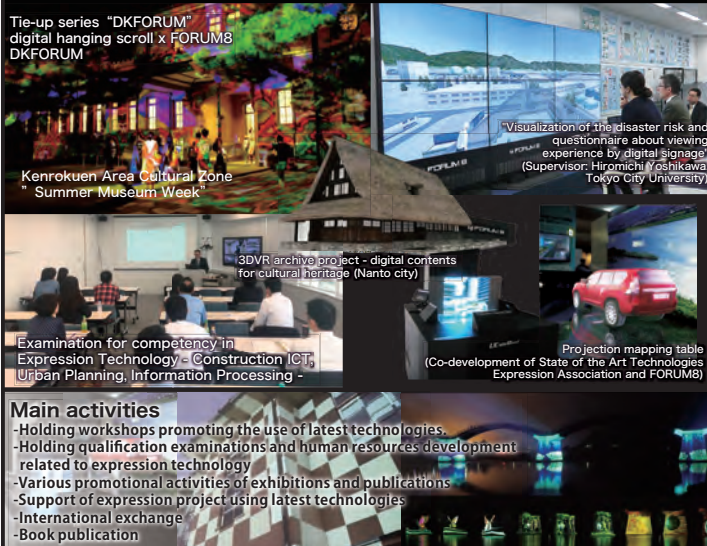 Tie-up series “DKFORUM”
digital hanging scroll x FORUM8
DKFORUM
Kenrokuen Area Cultural Zone
” Summer Museum Week”
FORUM8
"Visualization of the disaster risk and
questionnaire about viewing
experience by digital signage"
(Supervisor: Hiromichi Yoshikawa,
Tokyo City University)
FORUM8
3DVR archive project - digital contents
for cultural heritage (Nanto city)
Examination for competency in
Expression Technology - Construction ICT,
Urban Planning, Information Processing -
UC-win/Road
Projection mapping table
(Co-development of State of the Art Technologies
Expression Association and FORUM8)
Main activities
-Holding workshops promoting the use of latest technologies.
-Holding qualification examinations and human resources development
related to expression technology
-Various promotional activities of exhibitions and publications
-Support of expression project using latest technologies
-International exchange
-Book publication